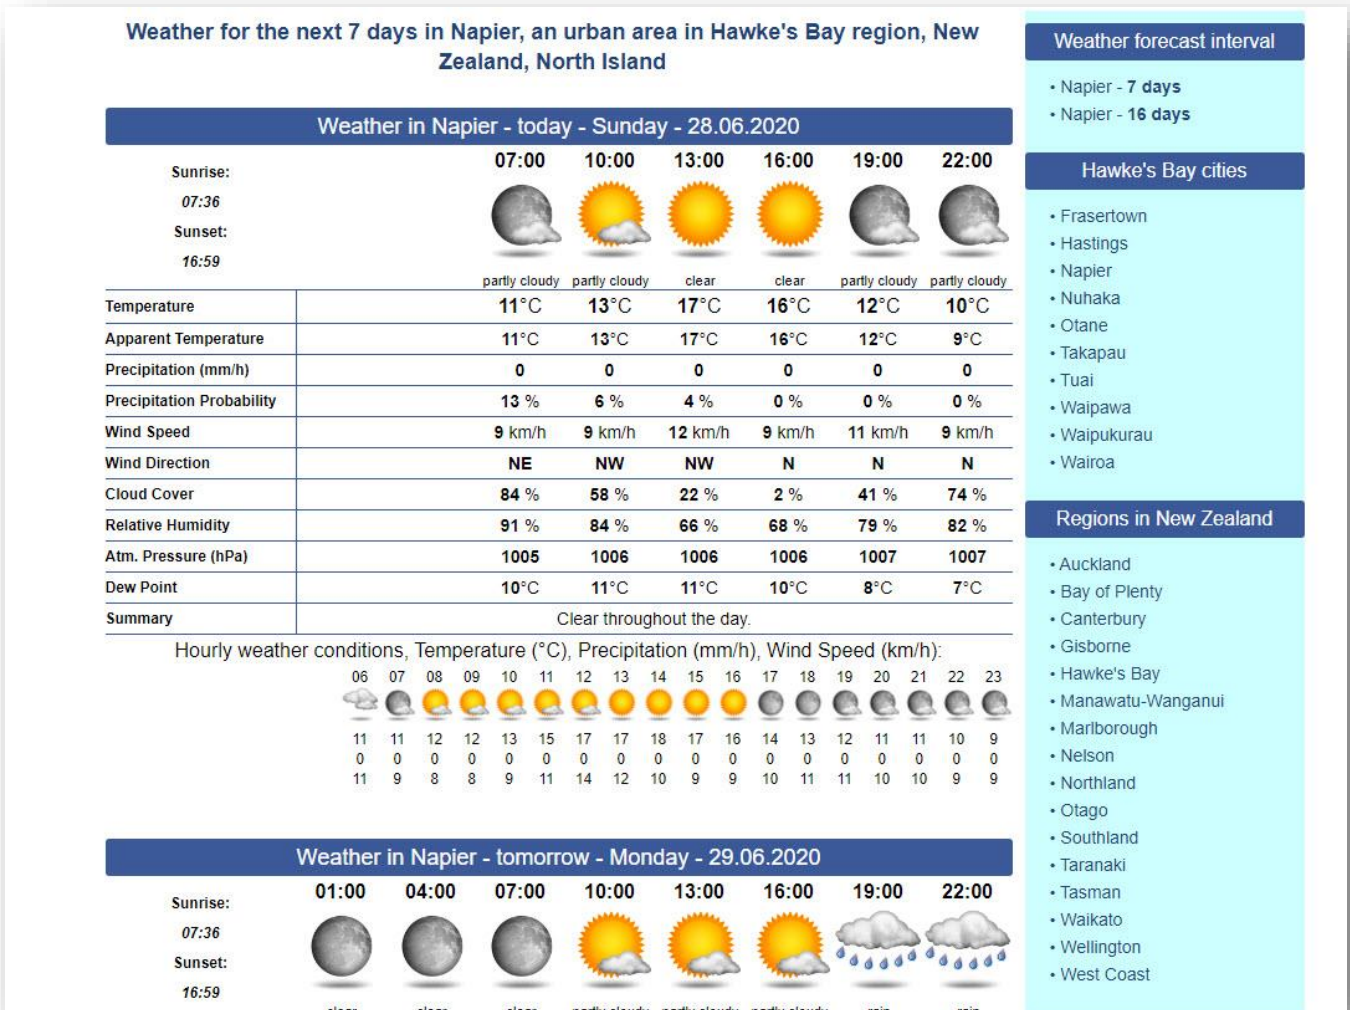 Weather for the next 7 days in Napier, an urban area in Hawke's Bay region, New
Zealand, North Island
Weather in Napier - today - Sunday - 28.06.2020
Sunrise:
07:36
Sunset:
16:59
07:00 10:00 13:00 16:00 19:00 22:00
partly cloudy partly cloudy clear clear partly cloudy partly cloudy
Temperature 11°C 13°C 17°C 16°C 12°C 10°C
Apparent Temperature 11°C 13°C 17°C 16°C 12°C 9°C
Precipitation (mm/h) 0 0 0 0 0 0
Precipitation Probability 13 % 6 % 4 % 0 % 0 % 0 %
Wind Speed 9 km/h 9 km/h 12 km/h 9 km/h 11 km/h 9 km/h
Wind Direction NE NW NW N N N
Cloud Cover 84 % 58 % 22 % 2 % 41 % 74 %
Relative Humidity 91 % 84 % 66 % 68 % 79 % 82 %
Atm. Pressure (hPa) 1005 1006 1006 1006 1007 1007
Dew Point 10°C 11°C 11°C 10°C 8°C 7°C
Summary Clear throughout the day.
Hourly weather conditions, Temperature (°C), Precipitation (mm/h), Wind Speed (km/h):
06 07 08 09 10 11 12 13 14 15 16 17 18 19 20 21 22 23
11 11 12 12 13 15 17 17 18 17 16 14 13 12 11 11 10 9
0 0 0 0 0 0 0 0 0 0 0 0 0 0 0 0 0 0
11 9 8 8 9 11 14 12 10 9 9 10 11 11 10 10 9 9
Weather in Napier - tomorrow - Monday - 29.06.2020
Sunrise:
07:36
Sunset:
16:59
01:00 04:00 07:00 10:00 13:00 16:00 19:00 22:00
clear clear clear partly cloudy partly cloudy partly cloudy rain rain
Weather forecast interval
• Napier - 7 days
• Napier - 16 days
Hawke's Bay cities
• Frasertown
• Hastings
• Napier
• Nuhaka
• Otane
• Takapau
• Tuai
• Waipawa
• Waipukurau
• Wairoa
Regions in New Zealand
• Auckland
• Bay of Plenty
• Canterbury
• Gisborne
• Hawke's Bay
• Manawatu-Wanganui
• Marlborough
• Nelson
• Northland
• Otago
• Southland
• Taranaki
• Tasman
• Waikato
• Wellington
• West Coast